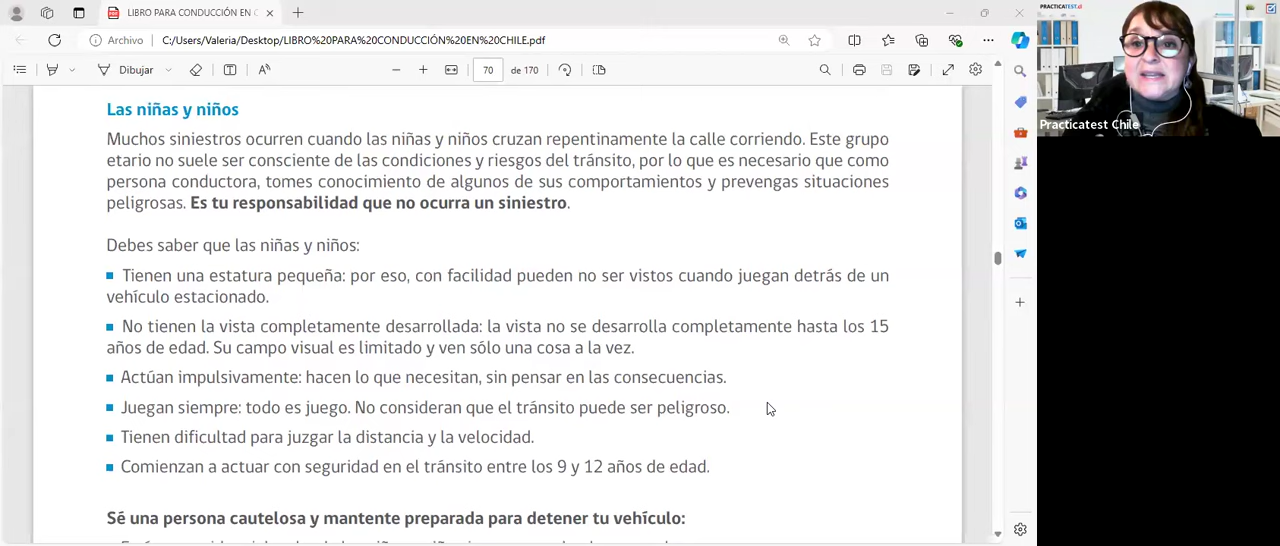 LIBRO PARA CONDUCCIÓN EN C
Archivo
C:/Users/Valeria/Desktop/LIBRO%20PARA%20CONDUCCIÓN%20EN%20CHILE.pdf
Dibujar
70
de 170
Las niñas y niños
Muchos siniestros ocurren cuando las niñas y niños cruzan repentinamente la calle corriendo. Este grupo
etario no suele ser consciente de las condiciones y riesgos del tránsito, por lo que es necesario que como
persona conductora, tomes conocimiento de algunos de sus comportamientos y prevengas situaciones
peligrosas. Es tu responsabilidad que no ocurra un siniestro.
Debes saber que las niñas y niños:
Tienen una estatura pequeña: por eso, con facilidad pueden no ser vistos cuando juegan detrás de un
vehículo estacionado.
No tienen la vista completamente desarrollada: la vista no se desarrolla completamente hasta los 15
años de edad. Su campo visual es limitado y ven sólo una cosa a la vez.
Actúan impulsivamente: hacen lo que necesitan, sin pensar en las consecuencias.
Juegan siempre: todo es juego. No consideran que el tránsito puede ser peligroso.
Tienen dificultad para juzgar la distancia y la velocidad.
Comienzan a actuar con seguridad en el tránsito entre los 9 y 12 años de edad.
Sé una persona cautelosa y mantente preparada para detener tu vehículo:
PRACTICATEST.cl
Practicatest Chile